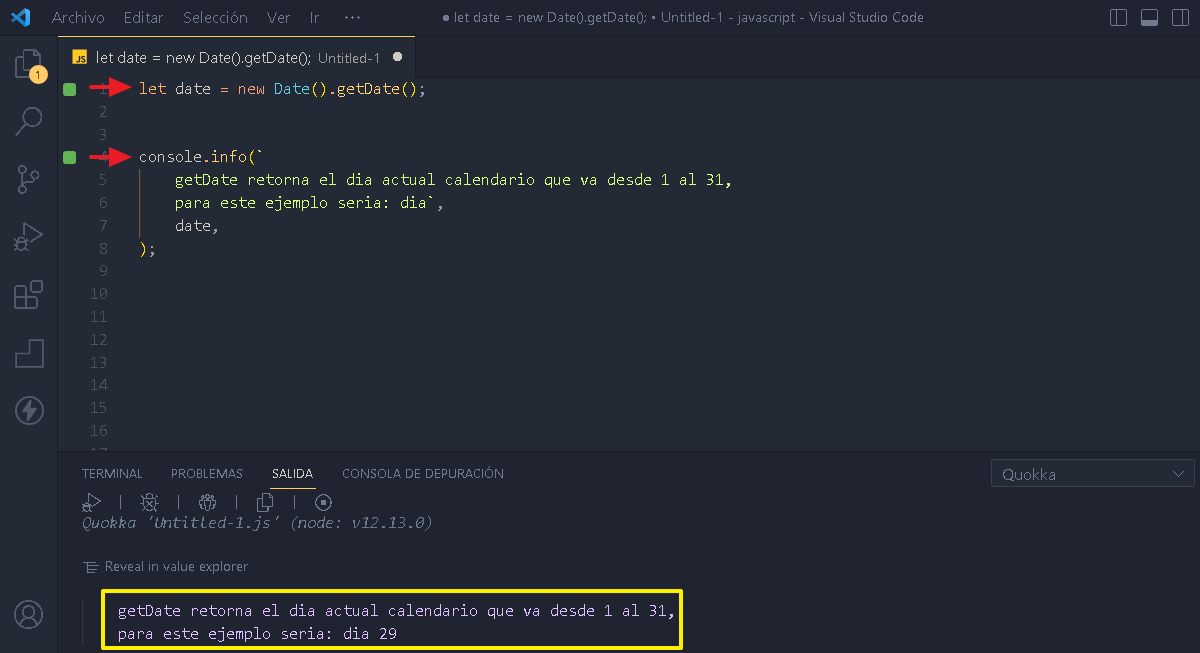 Archivo Editar Selección Ver Ir ··· ● let date = new Date().getDate(); • Untitled-1 - javascript - Visual Studio Code
JS let date = new Date().getDate(); Untitled-1 ●
1
1 let date = new Date().getDate();
2
3
4 console.info(`
5 getDate retorna el dia actual calendario que va desde 1 al 31,
6 para este ejemplo seria: dia`,
7 date,
8 );
9
10
11
12
13
14
15
16
17
TERMINAL PROBLEMAS SALIDA CONSOLA DE DEPURACIÓN Quokka
Quokka 'Untitled-1.js' (node: v12.13.0)
Reveal in value explorer
getDate retorna el dia actual calendario que va desde 1 al 31,
para este ejemplo seria: dia 29